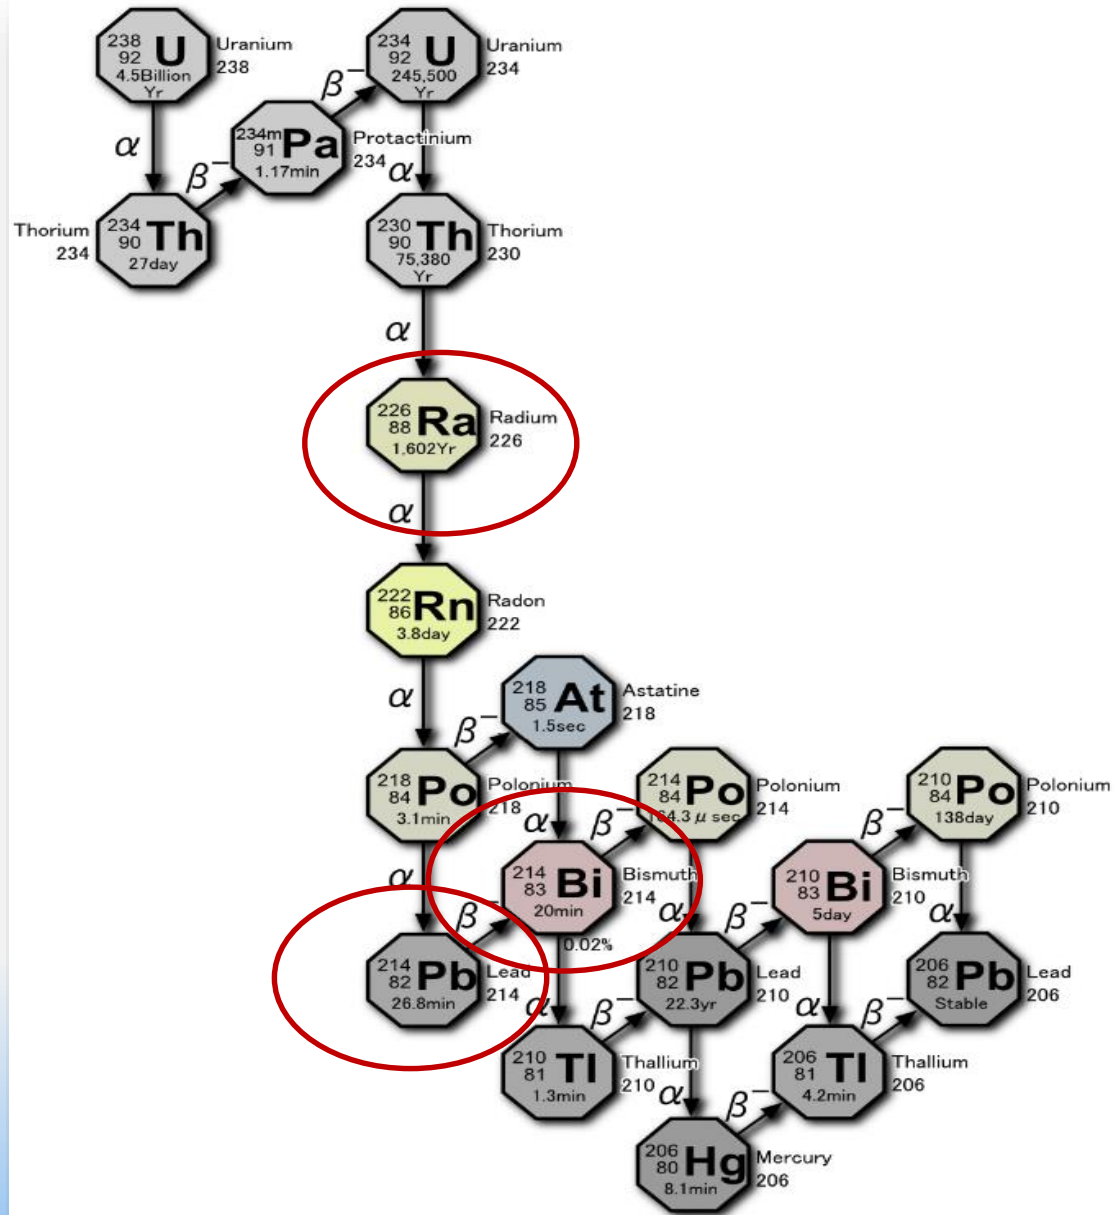 238
92 U
4.5Billion
Yr
Uranium
238
234
92 U
245,500
Yr
Uranium
234
β−
234m
91 Pa
1.17min
Protactinium
234
α
β−
α
Thorium
234
234
90 Th
27day
230
90 Th
75,380
Yr
Thorium
230
α
226
88 Ra
1,602Yr
Radium
226
α
222
86 Rn
3.8day
Radon
222
α
218
85 At
1.5sec
Astatine
218
β−
218
84 Po
3.1min
Polonium
218
214
84 Po
164.3 μ sec
Polonium
214
210
84 Po
138day
Polonium
210
α
β−
β−
α
214
83 Bi
20min
Bismuth
214
0.02%
210
83 Bi
5day
Bismuth
210
β−
α
β−
α
214
82 Pb
26.8min
Lead
214
210
82 Pb
22.3yr
Lead
210
206
82 Pb
Stable
Lead
206
α
β−
α
β−
210
81 Tl
1.3min
Thallium
210
206
81 Tl
4.2min
Thallium
206
α
β−
206
80 Hg
8.1min
Mercury
206